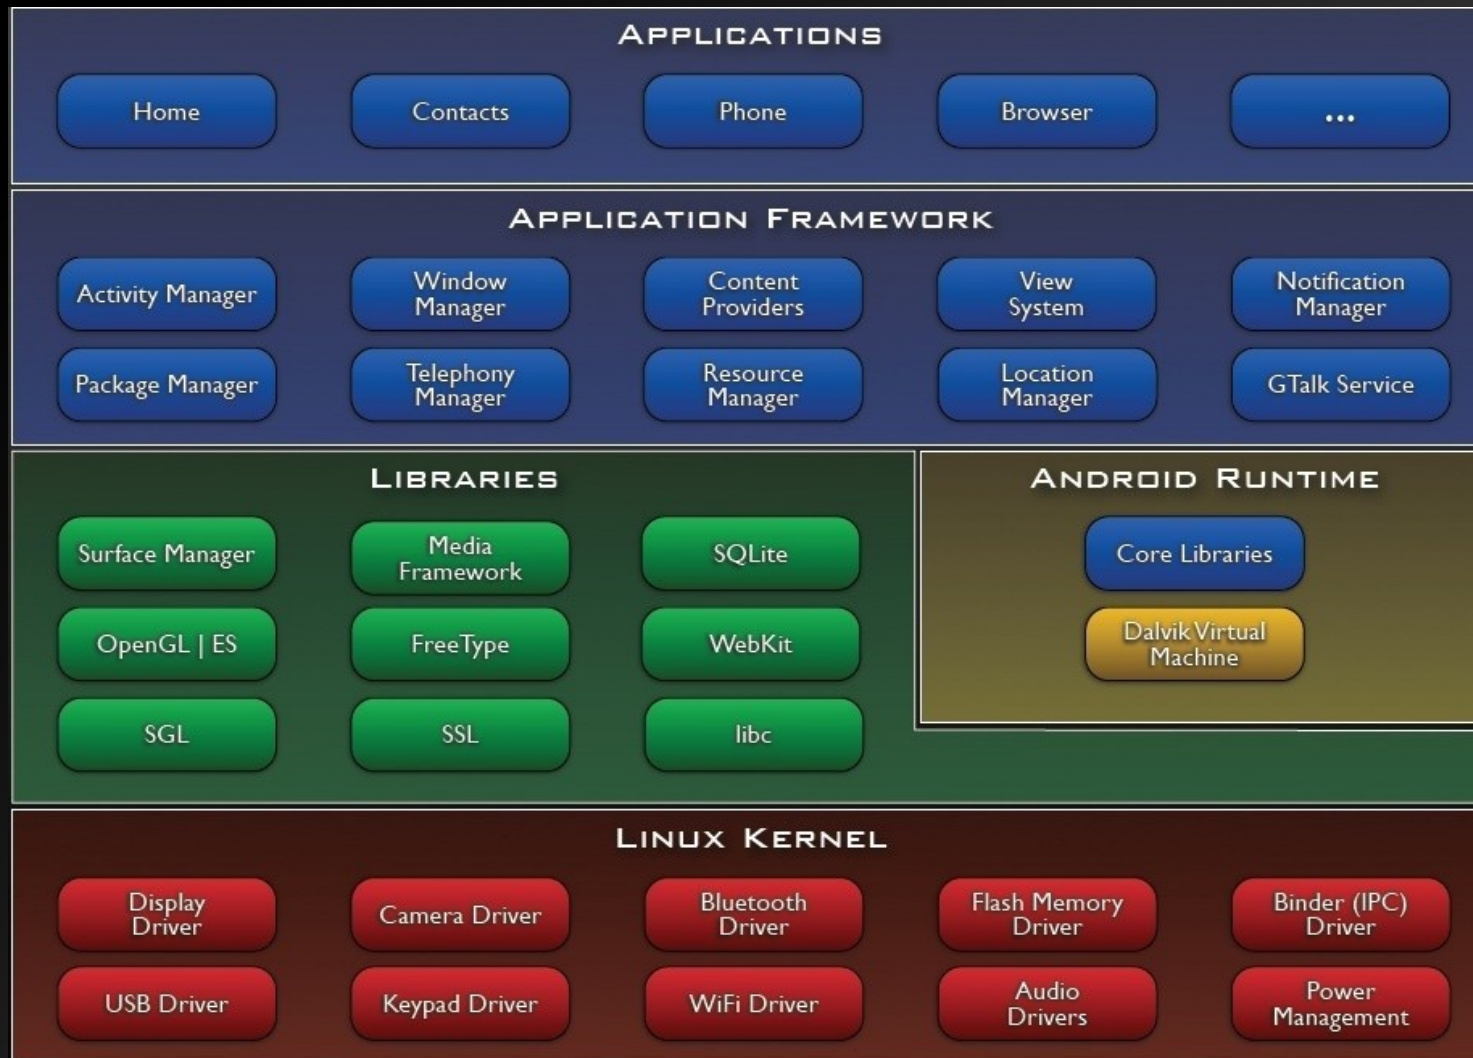 APPLICATIONS
Home
Contacts
Phone
Browser
...
APPLICATION FRAMEWORK
Activity Manager
Window
Manager
Content
Providers
View
System
Notification
Manager
Package Manager
Telephony
Manager
Resource
Manager
Location
Manager
GTalk Service
LIBRARIES
Surface Manager
Media
Framework
SQLite
OpenGL | ES
FreeType
WebKit
SGL
SSL
libc
ANDROID RUNTIME
Core Libraries
Dalvik Virtual
Machine
LINUX KERNEL
Display
Driver
Camera Driver
Bluetooth
Driver
Flash Memory
Driver
Binder (IPC)
Driver
USB Driver
Keypad Driver
WiFi Driver
Audio
Drivers
Power
Management